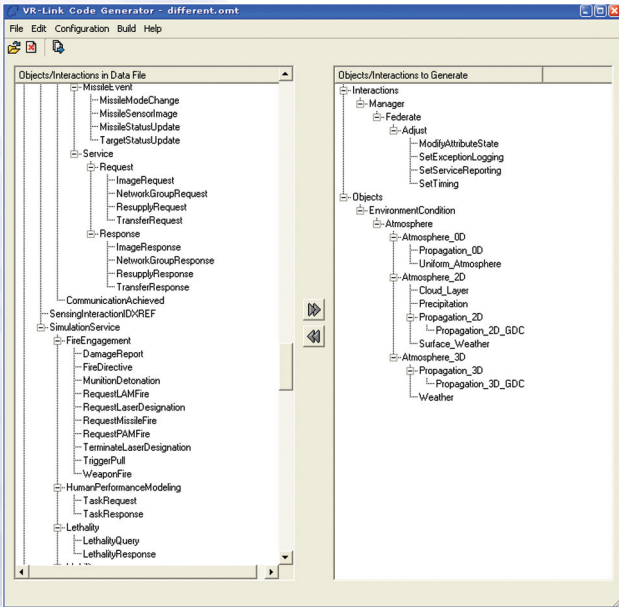 VR-Link Code Generator - different.omt
File Edit Configuration Build Help
Objects/Interactions in Data File
MissileEvent
MissileModeChange
MissileSensorImage
MissileStatusUpdate
TargetStatusUpdate
Service
Request
ImageRequest
NetworkGroupRequest
ResupplyRequest
TransferRequest
Response
ImageResponse
NetworkGroupResponse
ResupplyResponse
TransferResponse
CommunicationAchieved
SensingInteractionIDXREF
SimulationService
FireEngagement
DamageReport
FireDirective
MunitionDetonation
RequestLAMFire
RequestLaserDesignation
RequestMissileFire
RequestPAMFire
TerminateLaserDesignation
TriggerPull
WeaponFire
HumanPerformanceModeling
TaskRequest
TaskResponse
Lethality
LethalityQuery
LethalityResponse
Objects/Interactions to Generate
Interactions
Manager
Federate
Adjust
ModifyAttributeState
SetExceptionLogging
SetServiceReporting
SetTiming
Objects
EnvironmentCondition
Atmosphere
Atmosphere_0D
Propagation_0D
Uniform_Atmosphere
Atmosphere_2D
Cloud_Layer
Precipitation
Propagation_2D
Propagation_2D_GDC
Surface_Weather
Atmosphere_3D
Propagation_3D
Propagation_3D_GDC
Weather